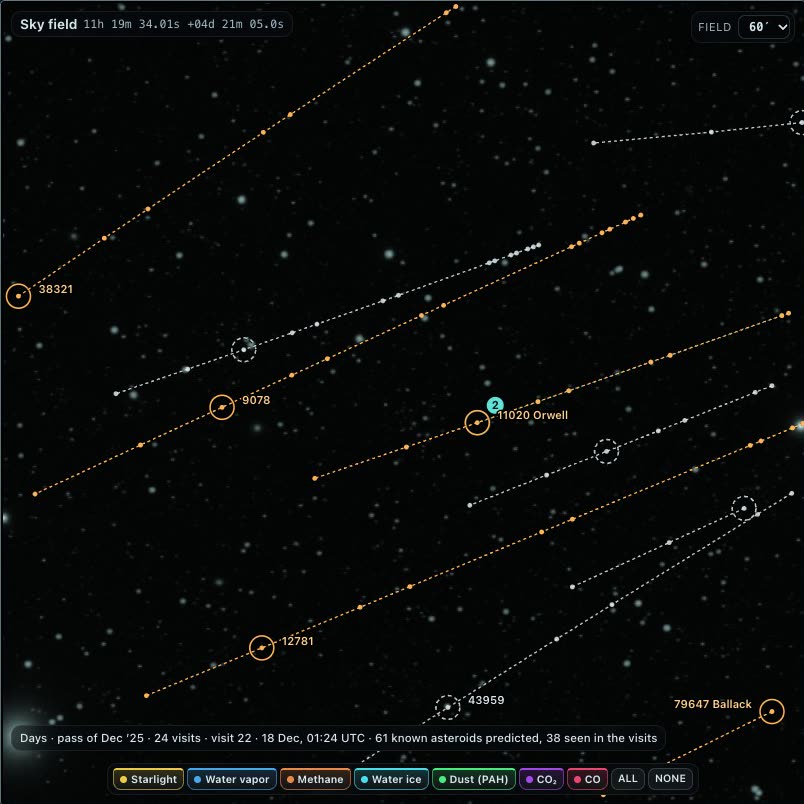 Sky field 11h 19m 34.01s +04d 21m 05.0s
FIELD 60′
38321
9078
2
11020 Orwell
12781
43959
79647 Ballack
Days · pass of Dec '25 · 24 visits · visit 22 · 18 Dec, 01:24 UTC · 61 known asteroids predicted, 38 seen in the visits
Starlight Water vapor Methane Water ice Dust (PAH) CO₂ CO ALL NONE